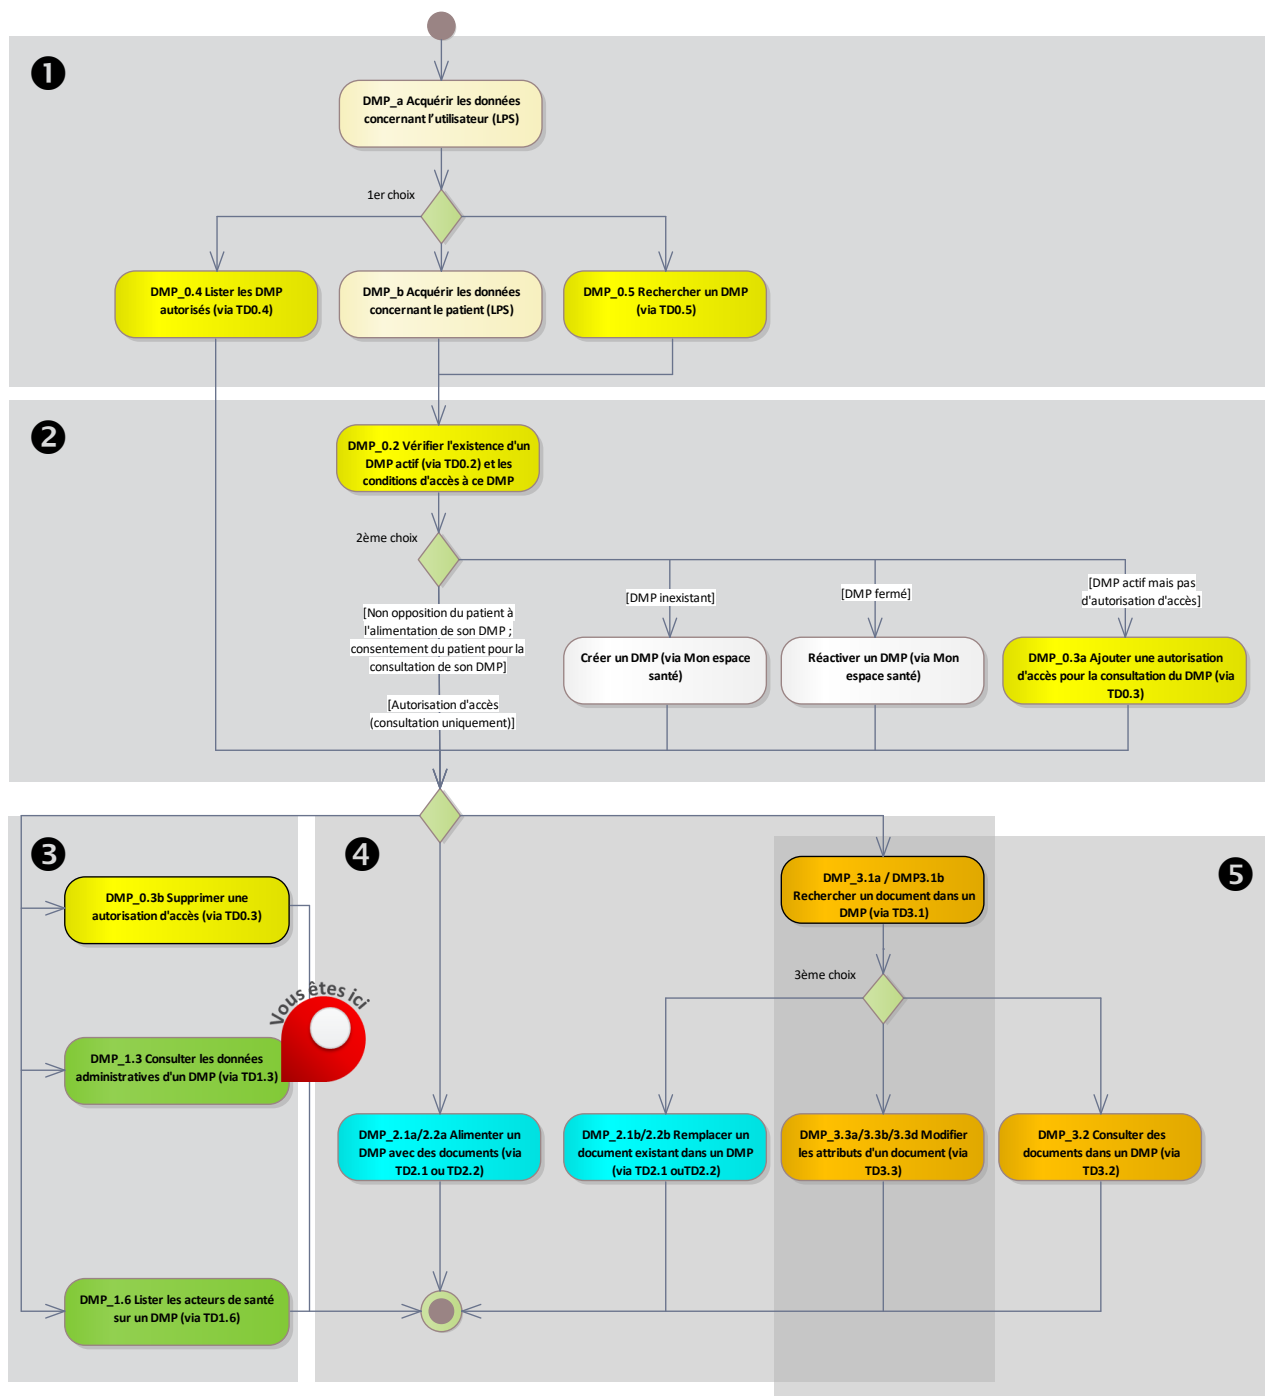 ❶
DMP_a Acquérir les données
concernant l'utilisateur (LPS)
1er choix
DMP_0.4 Lister les DMP
autorisés (via TD0.4)
DMP_b Acquérir les données
concernant le patient (LPS)
DMP_0.5 Rechercher un DMP
(via TD0.5)
❷
DMP_0.2 Vérifier l'existence d'un
DMP actif (via TD0.2) et les
conditions d'accès à ce DMP
2ème choix
[Non opposition du patient à
l'alimentation de son DMP ;
consentement du patient pour la
consultation de son DMP]
[Autorisation d'accès
(consultation uniquement)]
[DMP inexistant]
[DMP fermé]
[DMP actif mais pas
d'autorisation d'accès]
Créer un DMP (via Mon espace
santé)
Réactiver un DMP (via Mon
espace santé)
DMP_0.3a Ajouter une autorisation
d'accès pour la consultation du DMP (via
TD0.3)
❸
DMP_0.3b Supprimer une
autorisation d'accès (via TD0.3)
Vous êtes ici
DMP_1.3 Consulter les données
administratives d'un DMP (via TD1.3)
DMP_1.6 Lister les acteurs de santé
sur un DMP (via TD1.6)
❹
❺
DMP_3.1a / DMP3.1b
Rechercher un document dans un
DMP (via TD3.1)
3ème choix
DMP_2.1a/2.2a Alimenter un
DMP avec des documents (via
TD2.1 ou TD2.2)
DMP_2.1b/2.2b Remplacer un
document existant dans un DMP
(via TD2.1 ouTD2.2)
DMP_3.3a/3.3b/3.3d Modifier
les attributs d'un document (via
TD3.3)
DMP_3.2 Consulter des
documents dans un DMP (via
TD3.2)